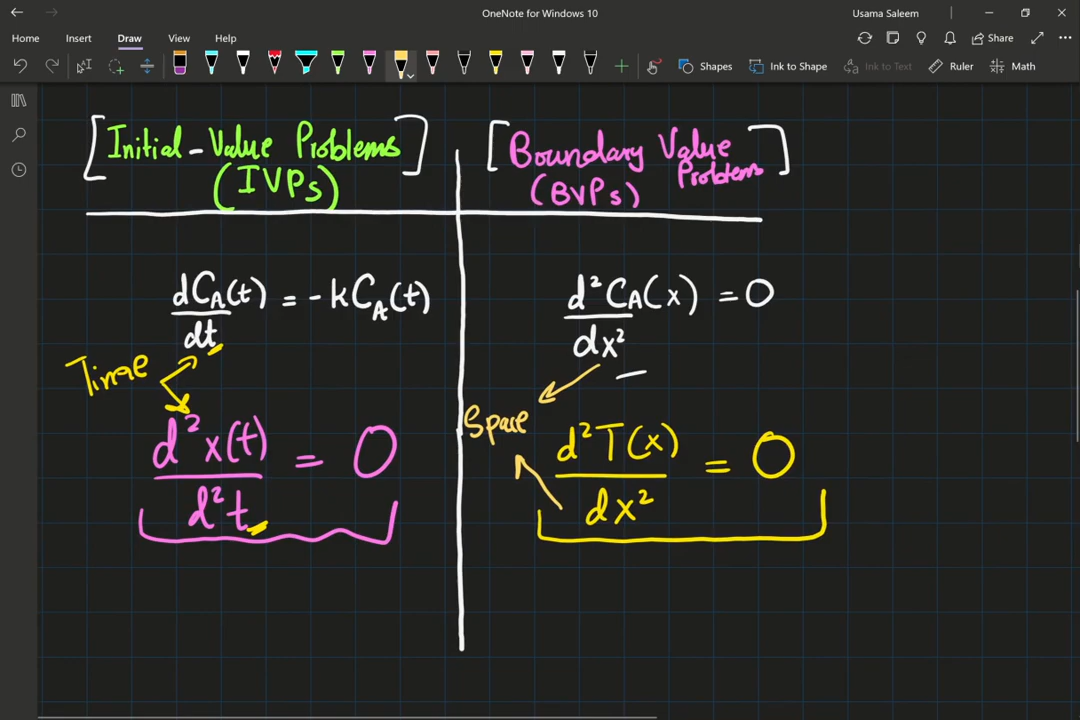 OneNote for Windows 10
Usama Saleem
Home Insert Draw View Help
Share
Shapes Ink to Shape Ink to Text Ruler Math
[Initial-Value Problems]
(IVPs)
[Boundary Value Problems]
(BVPs)
dC_A(t)/dt = -kC_A(t)
Time
d²x(t)/d²t = 0
d²C_A(x)/dx² = 0
Space
d²T(x)/dx² = 0